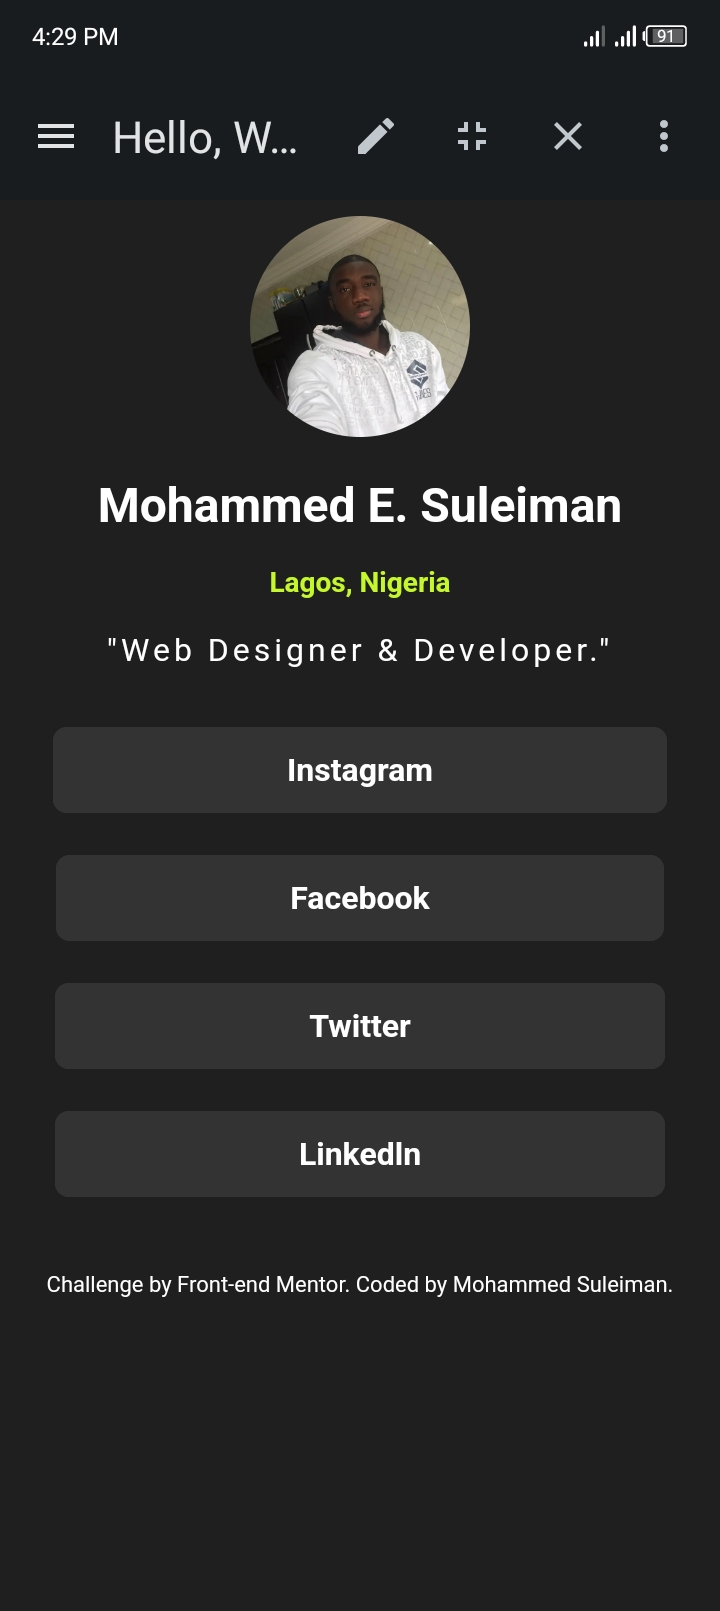 4:29 PM
91
Hello, W...
Mohammed E. Suleiman
Lagos, Nigeria
"Web Designer & Developer."
Instagram
Facebook
Twitter
LinkedIn
Challenge by Front-end Mentor. Coded by Mohammed Suleiman.